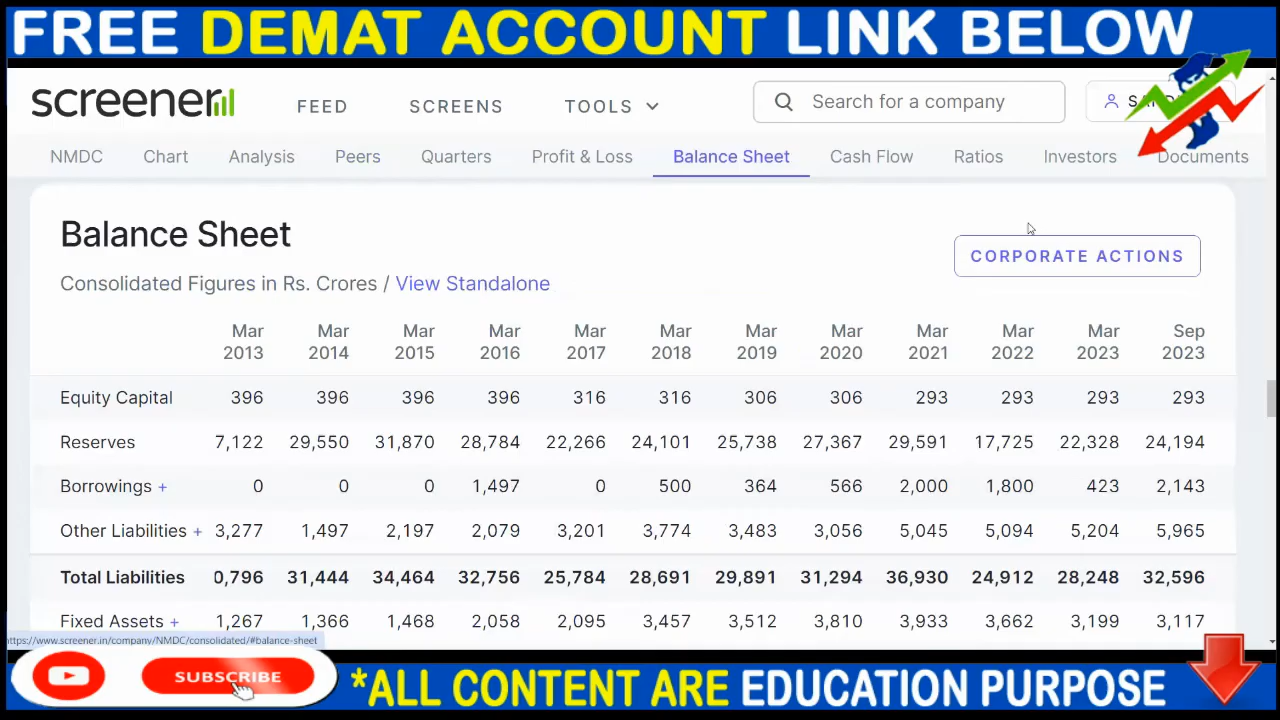 FREE DEMAT ACCOUNT LINK BELOW
screener FEED SCREENS TOOLS Search for a company
NMDC Chart Analysis Peers Quarters Profit & Loss Balance Sheet Cash Flow Ratios Investors Documents
Balance Sheet
CORPORATE ACTIONS
Consolidated Figures in Rs. Crores / View Standalone
Mar Mar Mar Mar Mar Mar Mar Mar Mar Mar Mar Sep
2013 2014 2015 2016 2017 2018 2019 2020 2021 2022 2023 2023
Equity Capital 396 396 396 396 316 316 306 306 293 293 293 293
Reserves 7,122 29,550 31,870 28,784 22,266 24,101 25,738 27,367 29,591 17,725 22,328 24,194
Borrowings + 0 0 0 1,497 0 500 364 566 2,000 1,800 423 2,143
Other Liabilities + 3,277 1,497 2,197 2,079 3,201 3,774 3,483 3,056 5,045 5,094 5,204 5,965
Total Liabilities 0,796 31,444 34,464 32,756 25,784 28,691 29,891 31,294 36,930 24,912 28,248 32,596
Fixed Assets + 1,267 1,366 1,468 2,058 2,095 3,457 3,512 3,810 3,933 3,662 3,199 3,117
https://www.screener.in/company/NMDC/consolidated/#balance-sheet
SUBSCRIBE
*ALL CONTENT ARE EDUCATION PURPOSE